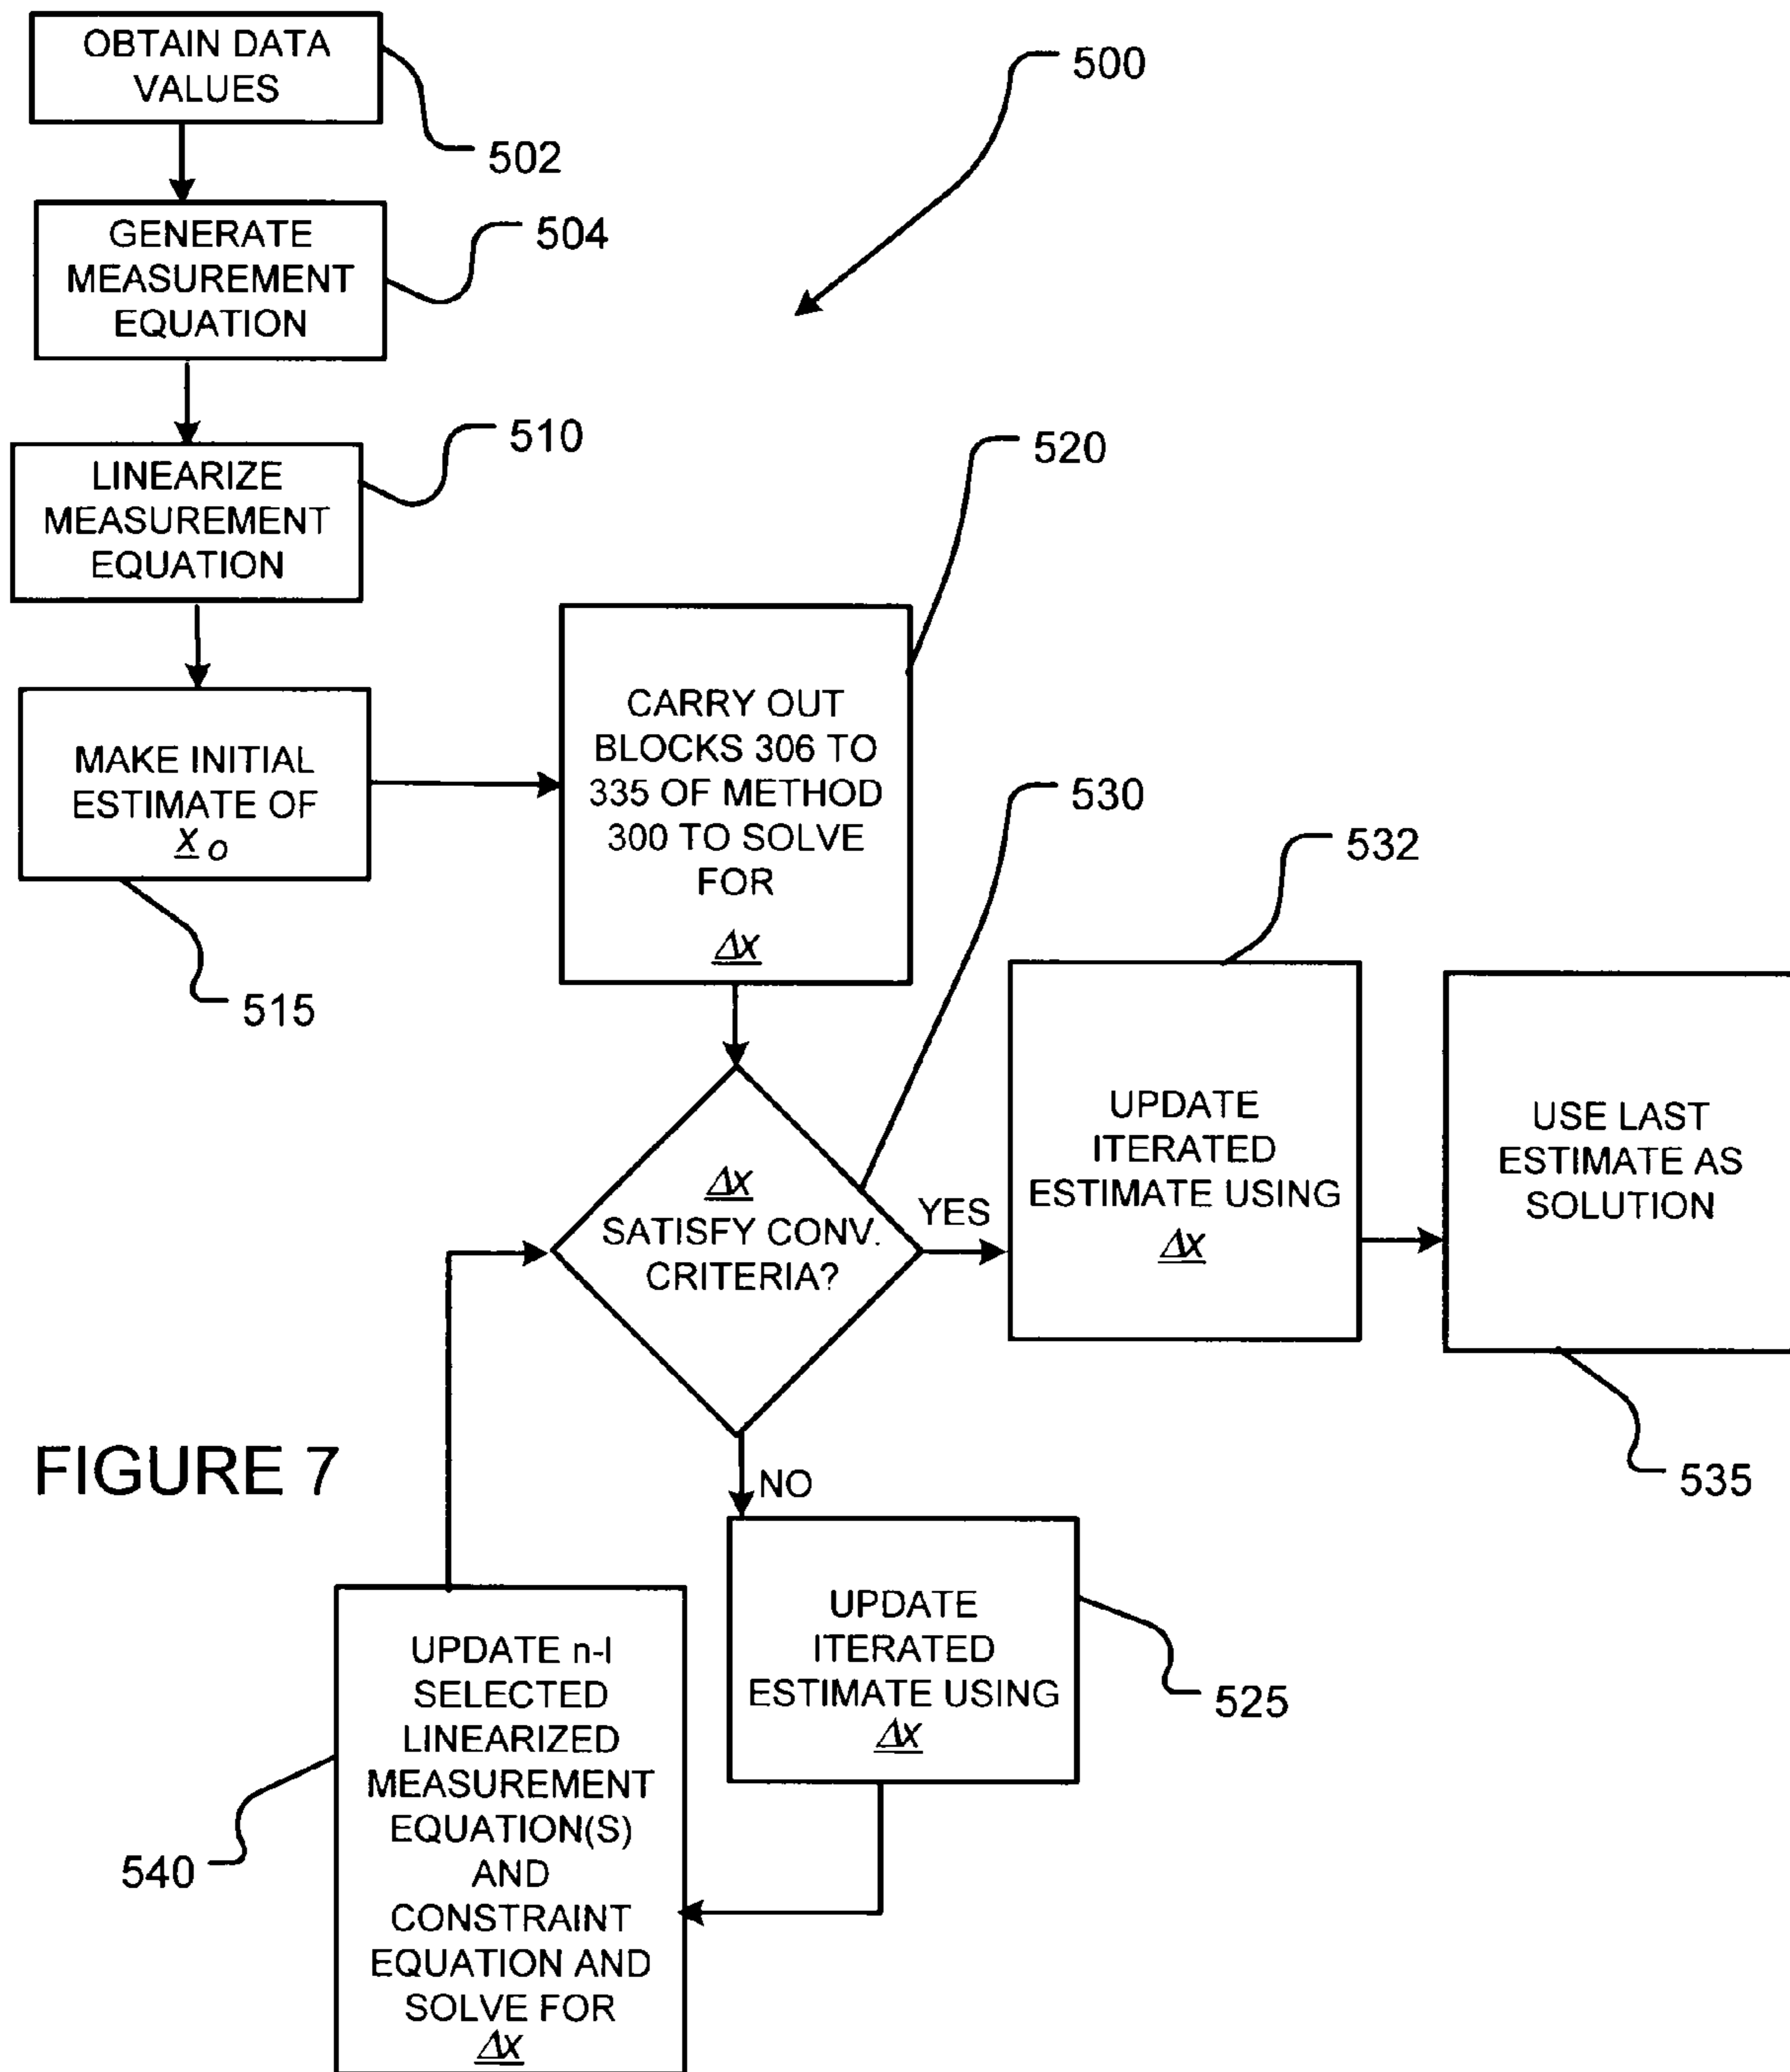 OBTAIN DATA
VALUES
502
500
GENERATE
MEASUREMENT
EQUATION
504
LINEARIZE
MEASUREMENT
EQUATION
510
MAKE INITIAL
ESTIMATE OF
x o
515
CARRY OUT
BLOCKS 306 TO
335 OF METHOD
300 TO SOLVE
FOR
Δx
520
Δx
SATISFY CONV.
CRITERIA?
530
YES
NO
UPDATE
ITERATED
ESTIMATE USING
Δx
532
USE LAST
ESTIMATE AS
SOLUTION
535
UPDATE
ITERATED
ESTIMATE USING
Δx
525
UPDATE n-I
SELECTED
LINEARIZED
MEASUREMENT
EQUATION(S)
AND
CONSTRAINT
EQUATION AND
SOLVE FOR
Δx
540
FIGURE 7